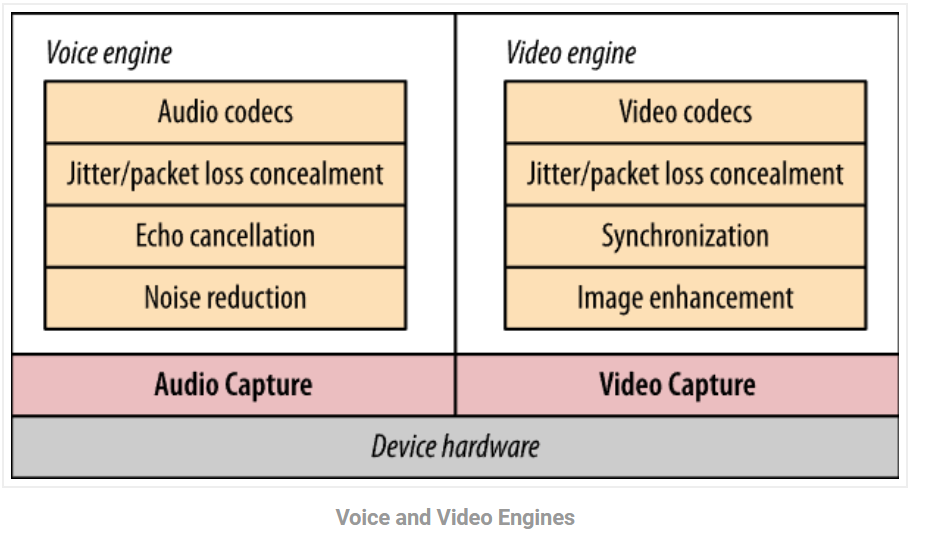 Voice engine
Audio codecs
Jitter/packet loss concealment
Echo cancellation
Noise reduction
Video engine
Video codecs
Jitter/packet loss concealment
Synchronization
Image enhancement
Audio Capture
Video Capture
Device hardware
Voice and Video Engines